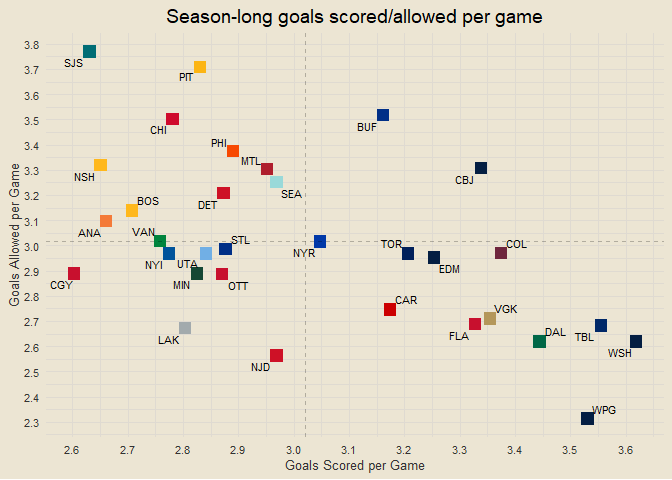 Season-long goals scored/allowed per game
Goals Allowed per Game
3.8
3.7
3.6
3.5
3.4
3.3
3.2
3.1
3.0
2.9
2.8
2.7
2.6
2.5
2.4
2.3
SJS
PIT
CHI
BUF
PHI
MTL
NSH
CBJ
SEA
DET
BOS
ANA
VAN
STL
NYR
TOR
COL
NYI
UTA
EDM
CGY
MIN
OTT
CAR
VGK
LAK
FLA
DAL
TBL
WSH
NJD
WPG
2.6 2.7 2.8 2.9 3.0 3.1 3.2 3.3 3.4 3.5 3.6
Goals Scored per Game